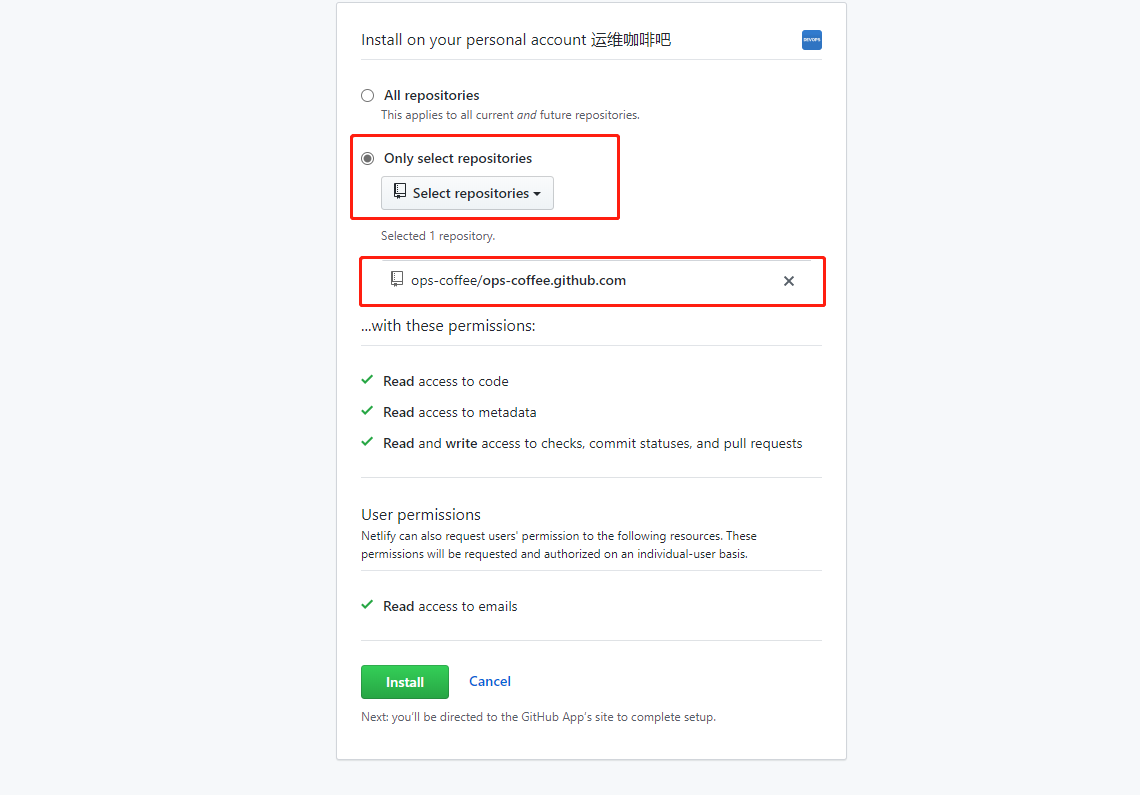 Install on your personal account 运维咖啡吧
DEVOPS
All repositories
This applies to all current and future repositories.
Only select repositories
Select repositories
Selected 1 repository.
ops-coffee/ops-coffee.github.com
...with these permissions:
Read access to code
Read access to metadata
Read and write access to checks, commit statuses, and pull requests
User permissions
Netlify can also request users' permission to the following resources. These
permissions will be requested and authorized on an individual-user basis.
Read access to emails
Install Cancel
Next: you'll be directed to the GitHub App's site to complete setup.